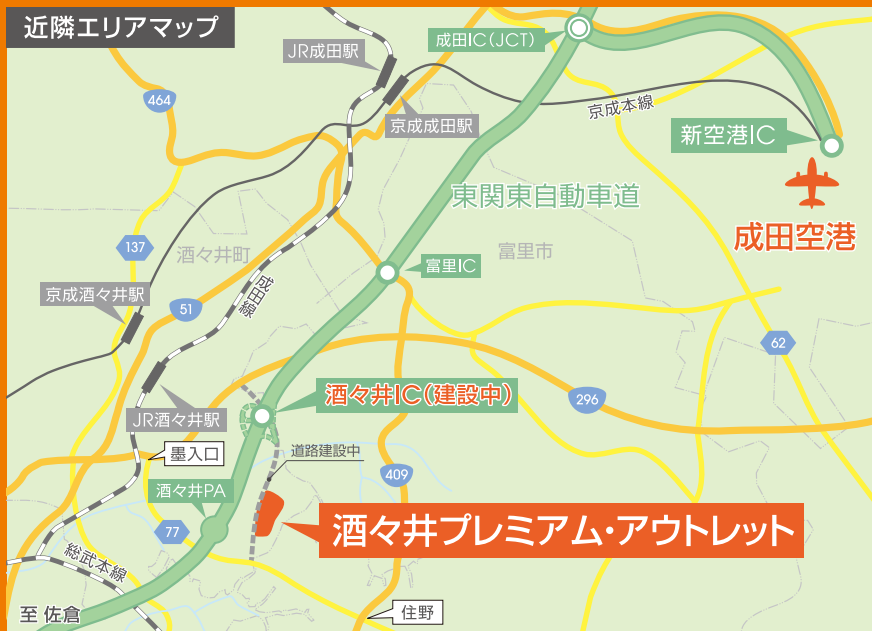 近隣エリアマップ
JR成田駅
成田IC(JCT)
464
京成成田駅
京成本線
新空港IC
東関東自動車道
成田空港
137
酒々井町
富里市
富里IC
成田線
京成酒々井駅
51
62
酒々井IC(建設中)
296
JR酒々井駅
墨入口
道路建設中
409
酒々井PA
77
酒々井プレミアム・アウトレット
総武本線
至 佐倉
住野